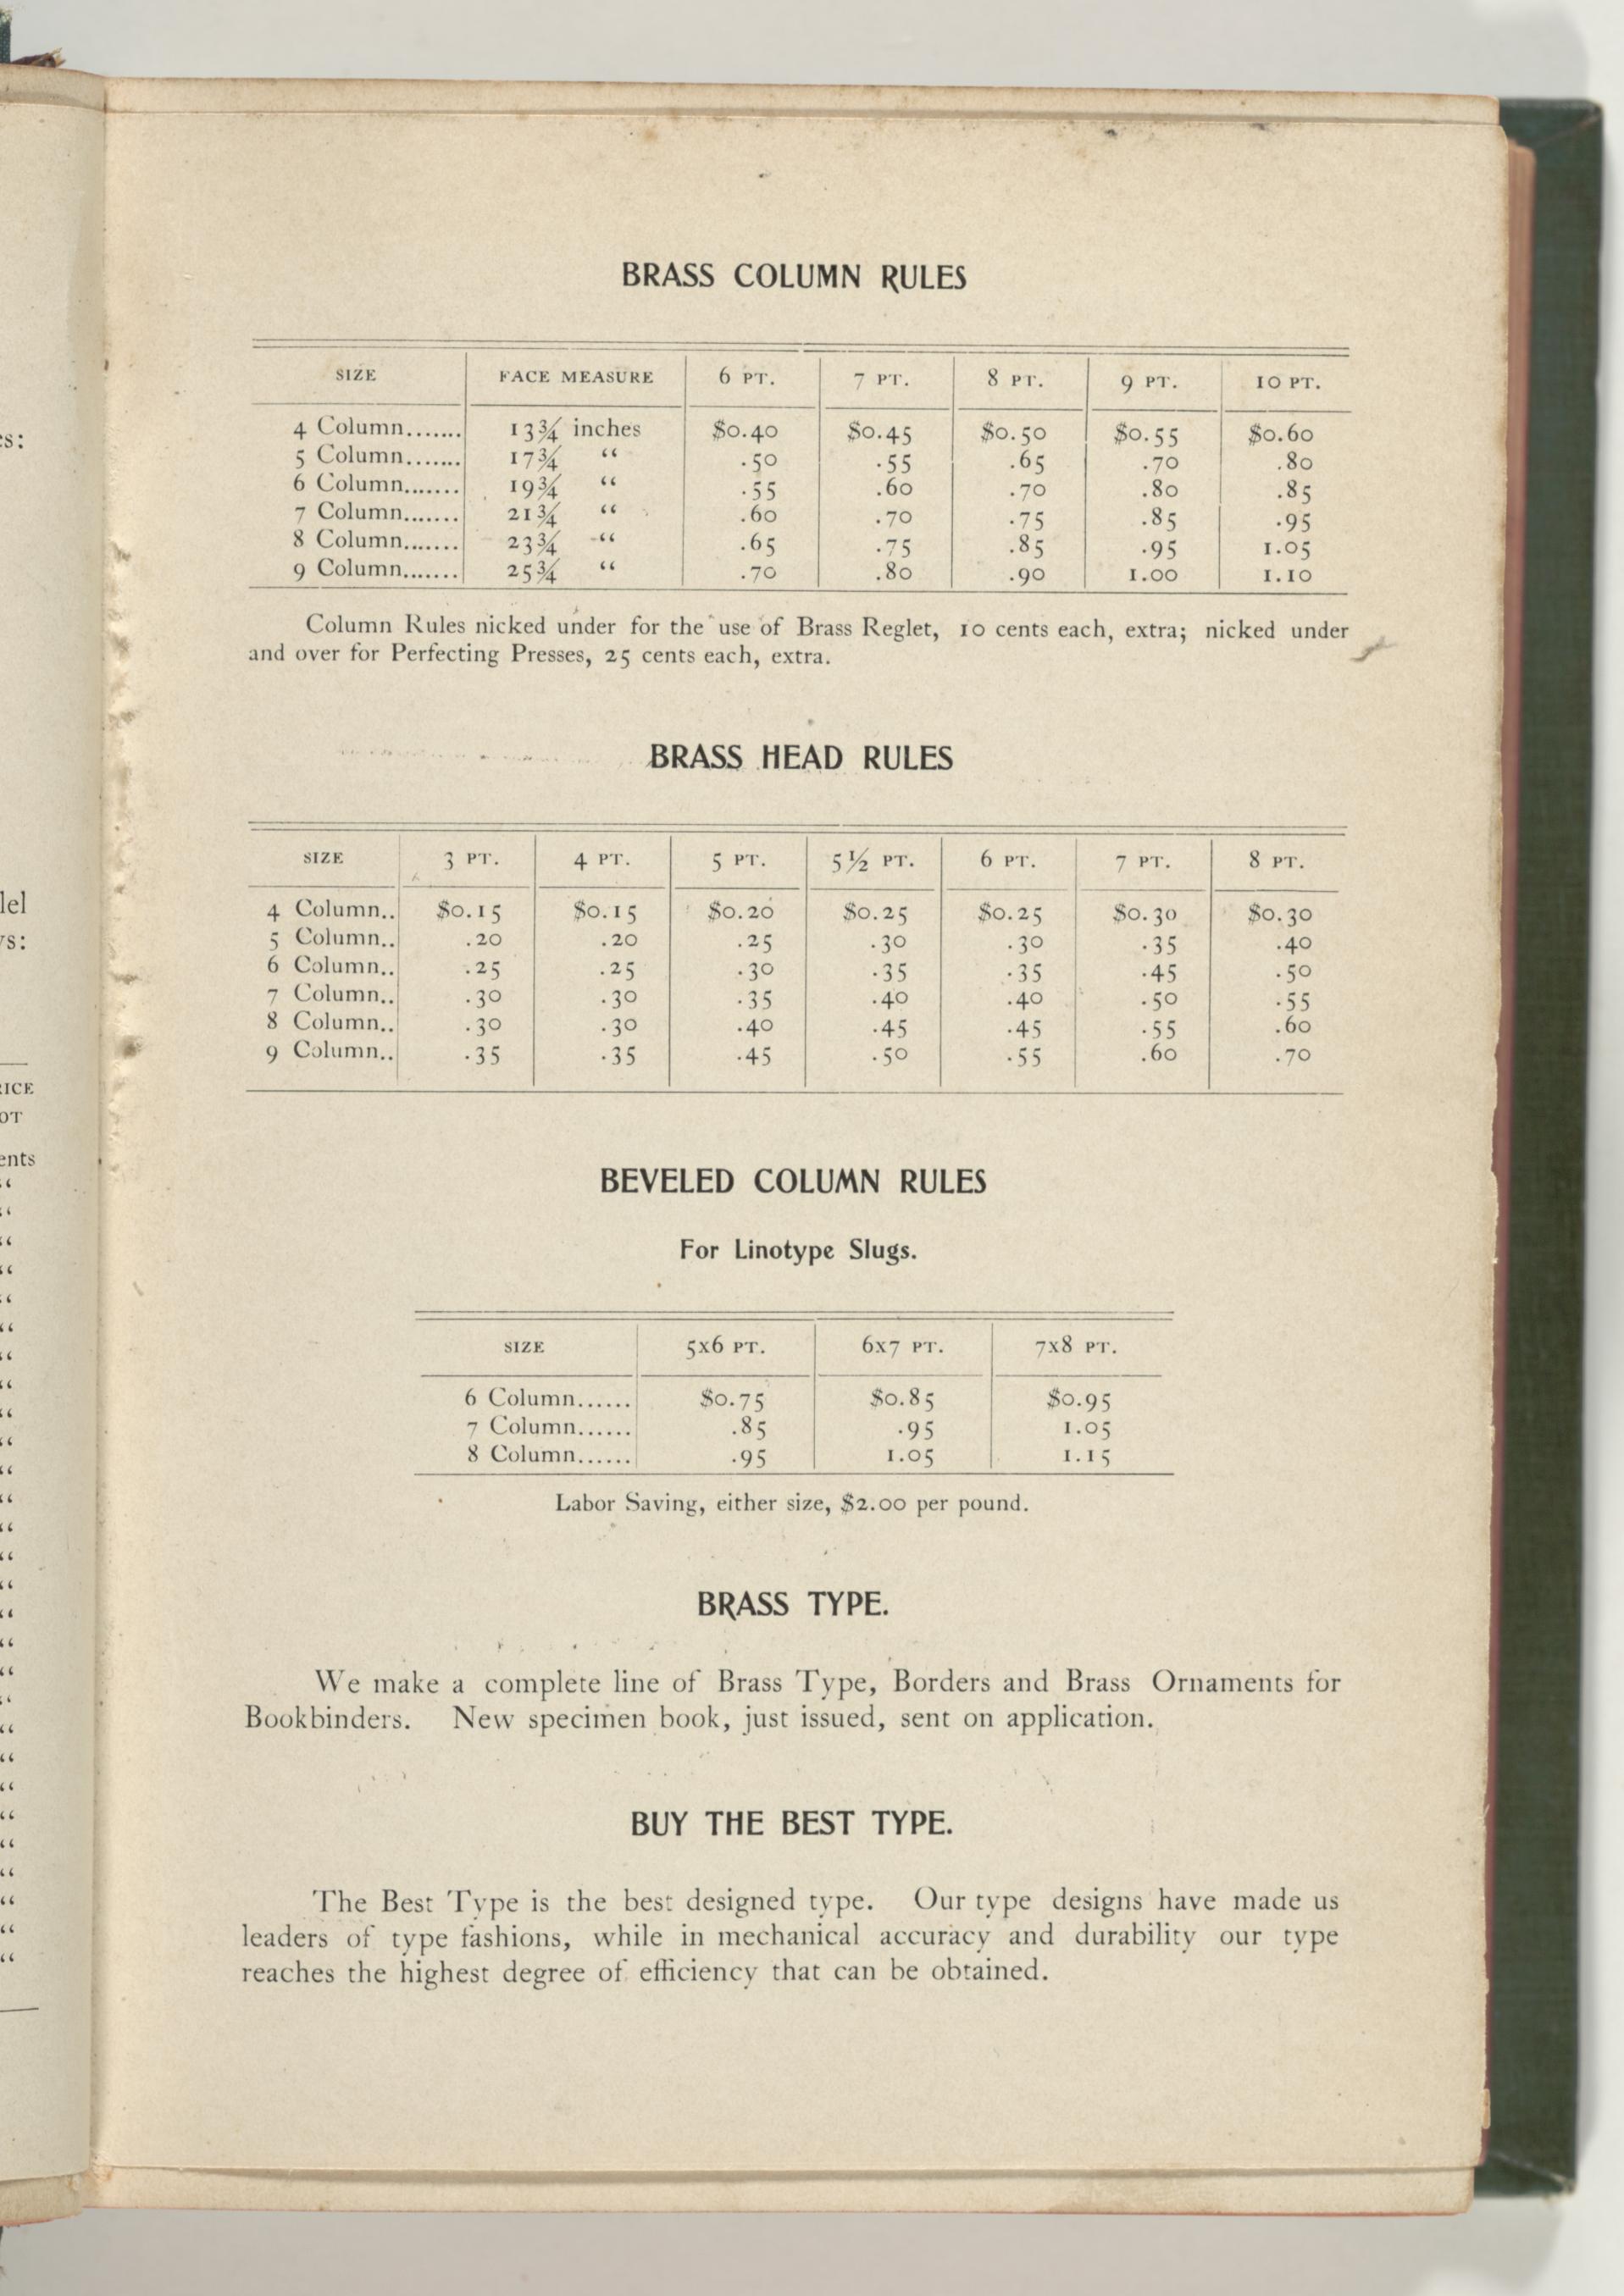 BRASS COLUMN RULES
SIZE FACE MEASURE 6 PT. 7 PT. 8 PT. 9 PT. 10 PT.
4 Column....... 13¾ inches $0.40 $0.45 $0.50 $0.55 $0.60
5 Column....... 17¾ “ .50 .55 .65 .70 .80
6 Column....... 19¾ “ .55 .60 .70 .80 .85
7 Column....... 21¾ “ .60 .70 .75 .85 .95
8 Column....... 23¾ “ .65 .75 .85 .95 1.05
9 Column....... 25¾ “ .70 .80 .90 1.00 1.10
Column Rules nicked under for the use of Brass Reglet, 10 cents each, extra; nicked under
and over for Perfecting Presses, 25 cents each, extra.
BRASS HEAD RULES
SIZE 3 PT. 4 PT. 5 PT. 5½ PT. 6 PT. 7 PT. 8 PT.
4 Column.. $0.15 $0.15 $0.20 $0.25 $0.25 $0.30 $0.30
5 Column.. .20 .20 .25 .30 .30 .35 .40
6 Column.. .25 .25 .30 .35 .35 .45 .50
7 Column.. .30 .30 .35 .40 .40 .50 .55
8 Column.. .30 .30 .40 .45 .45 .55 .60
9 Column.. .35 .35 .45 .50 .55 .60 .70
BEVELED COLUMN RULES
For Linotype Slugs.
SIZE 5x6 PT. 6x7 PT. 7x8 PT.
6 Column...... $0.75 $0.85 $0.95
7 Column...... .85 .95 1.05
8 Column...... .95 1.05 1.15
Labor Saving, either size, $2.00 per pound.
BRASS TYPE.
We make a complete line of Brass Type, Borders and Brass Ornaments for
Bookbinders. New specimen book, just issued, sent on application.
BUY THE BEST TYPE.
The Best Type is the best designed type. Our type designs have made us
leaders of type fashions, while in mechanical accuracy and durability our type
reaches the highest degree of efficiency that can be obtained.